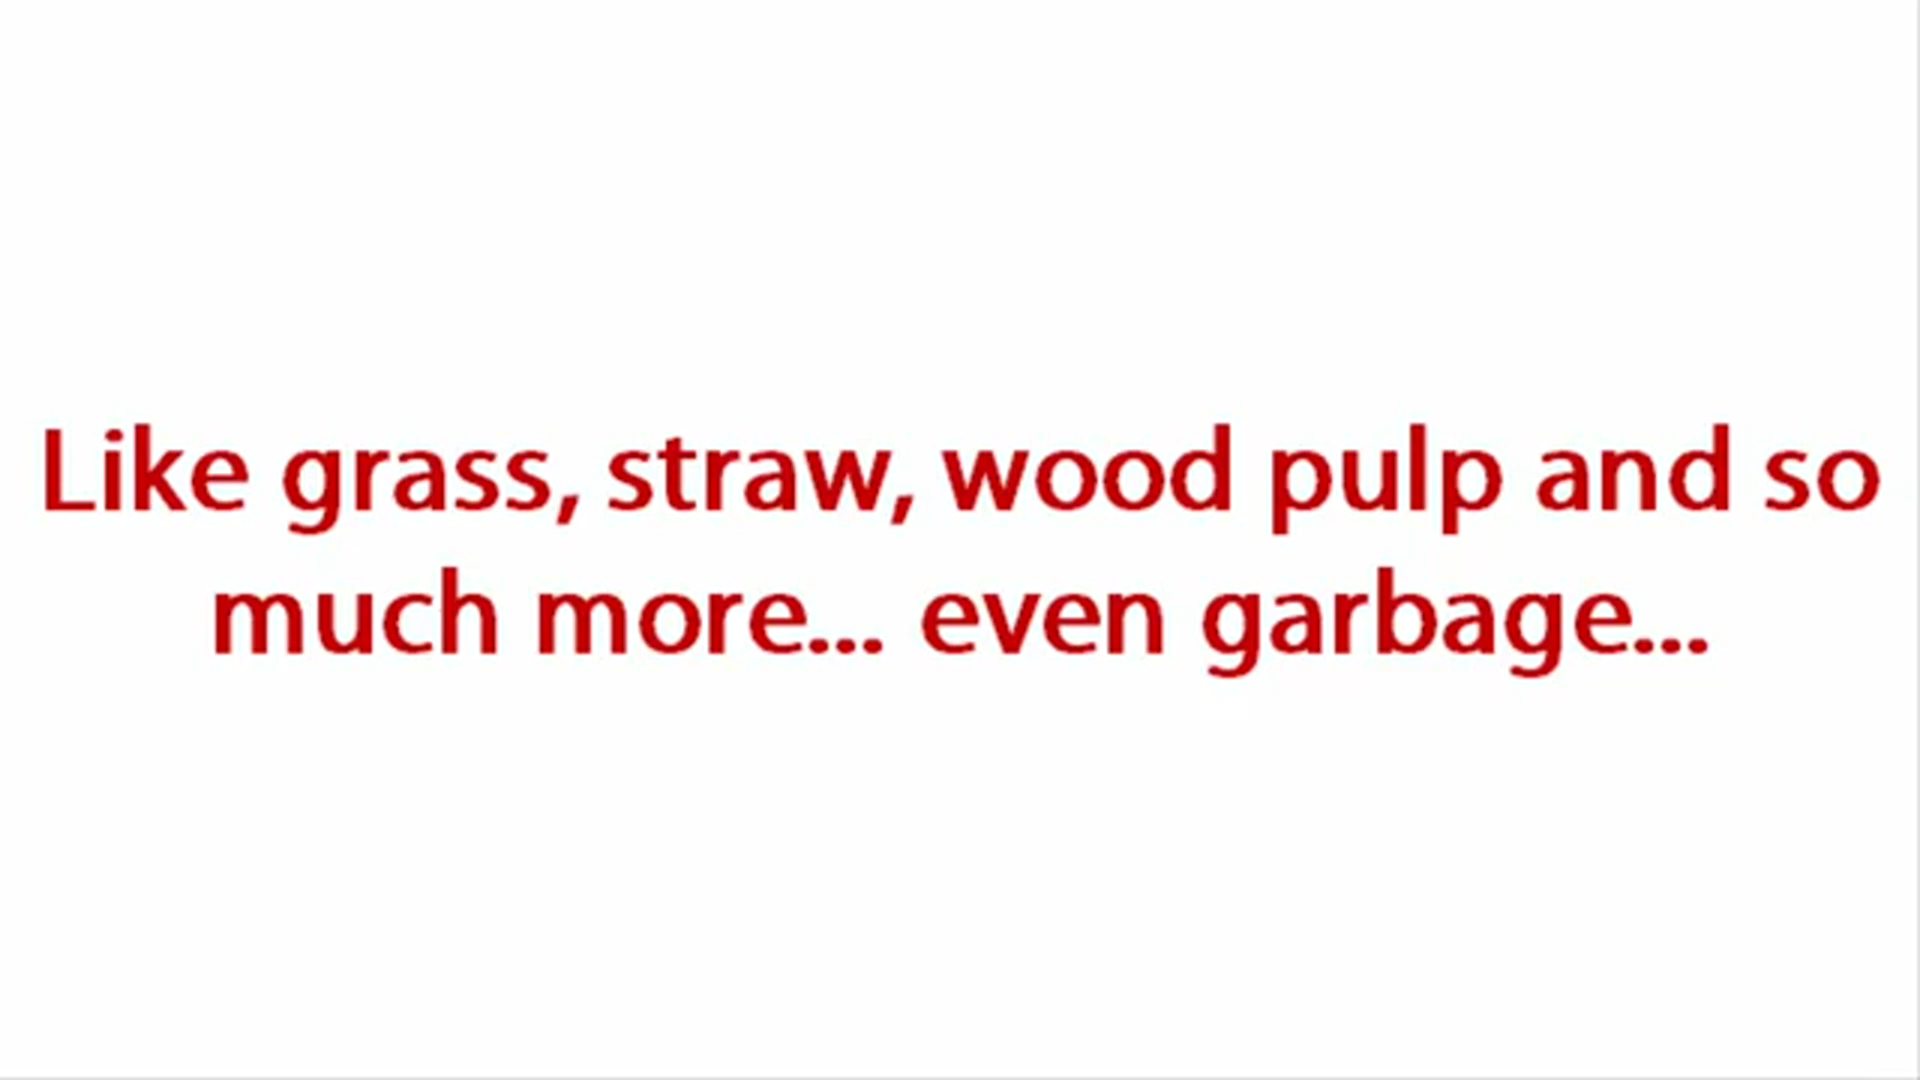 Like grass, straw, wood pulp and so
much more... even garbage...